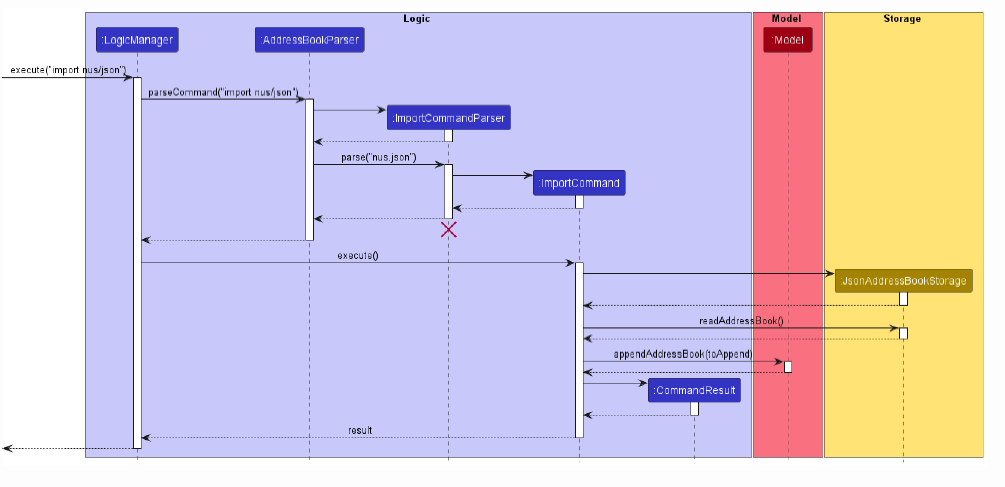 Logic
Model
Storage
:LogicManager
:AddressBookParser
:Model
execute("import nus/json")
parseCommand("import nus/json")
:ImportCommandParser
parse("nus.json")
:ImportCommand
execute()
:JsonAddressBookStorage
readAddressBook()
appendAddressBook(toAppend)
:CommandResult
result